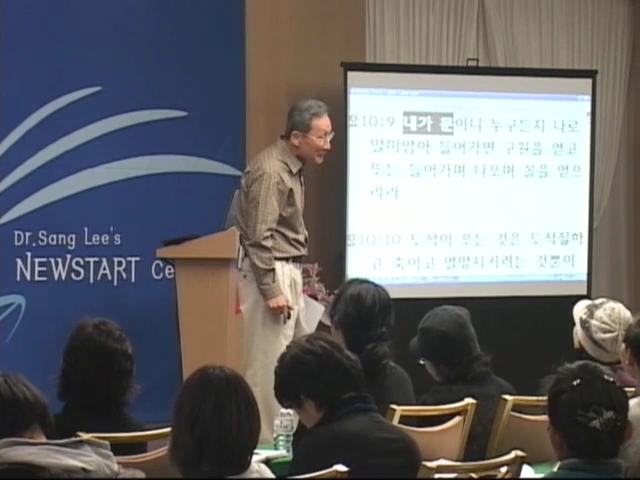 Dr.Sang Lee's
NEWSTART Ce
요10:9 내가 문이니 누구든지 나로
말미암아 들어가면 구원을 얻고
또는 들어가며 나오며 꼴을 얻으
리라
요10:10 도적이 오는 것은 도적질하
고 죽이고 멸망시키려는 것뿐이